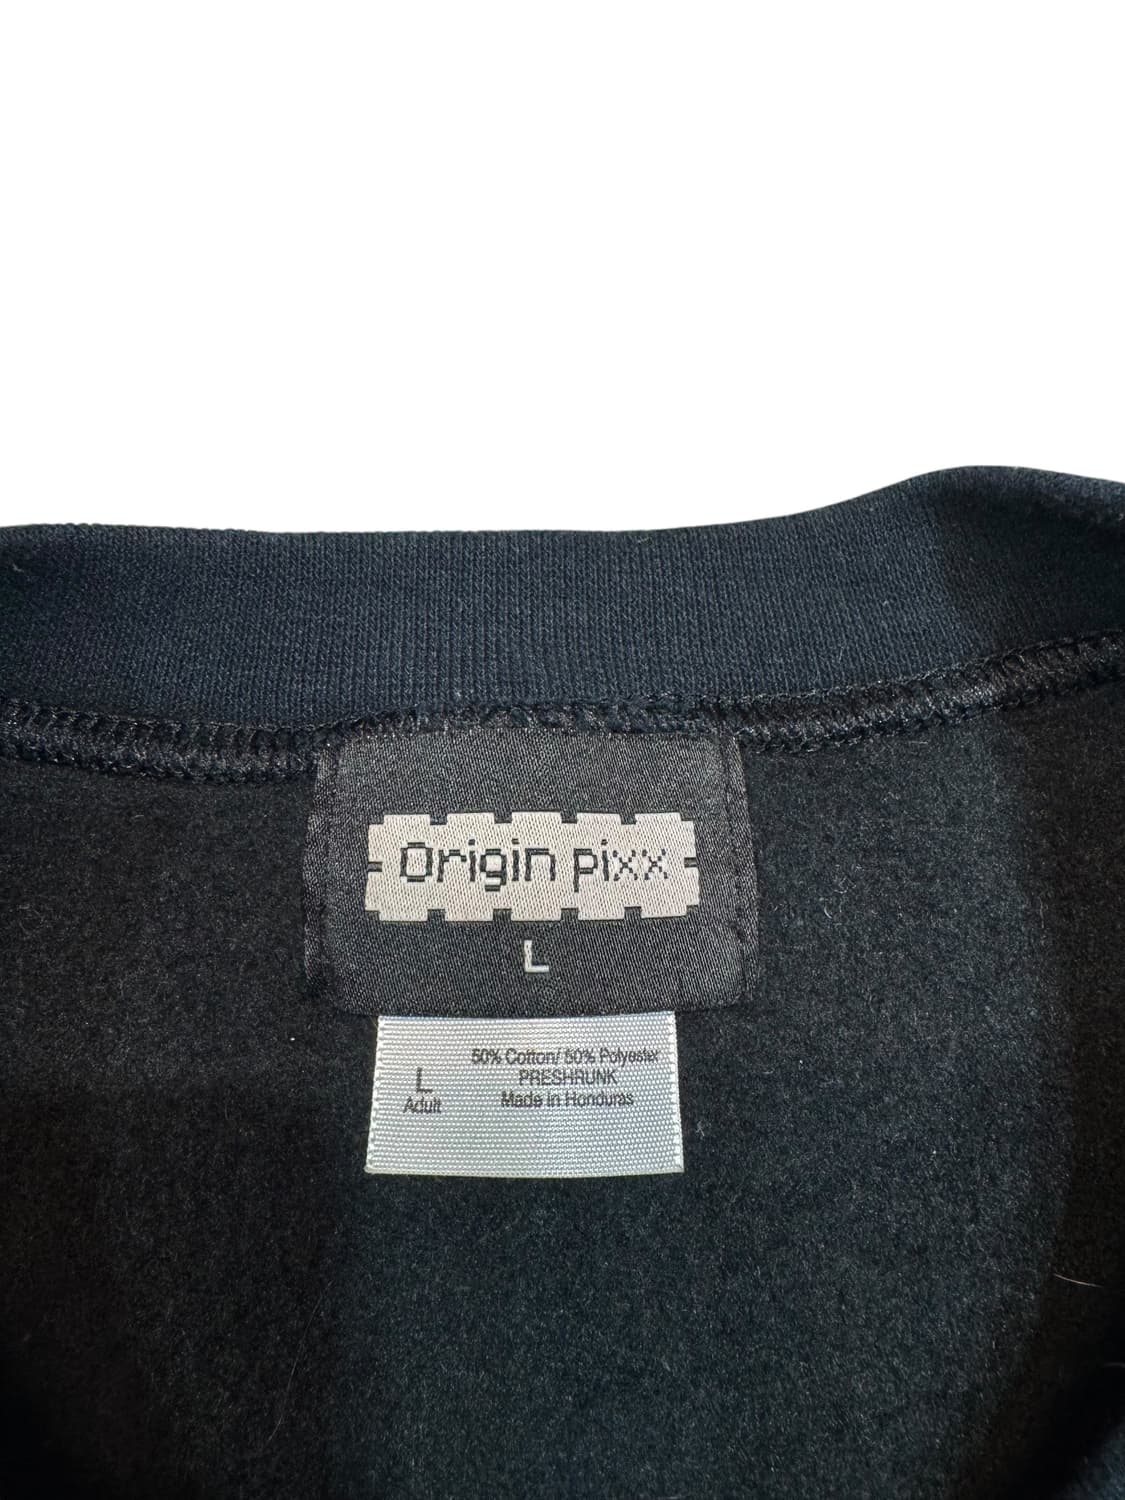 Origin pixx
L
50% Cotton/ 50% Polyester
PRESHRUNK
Made in Honduras
L
Adult